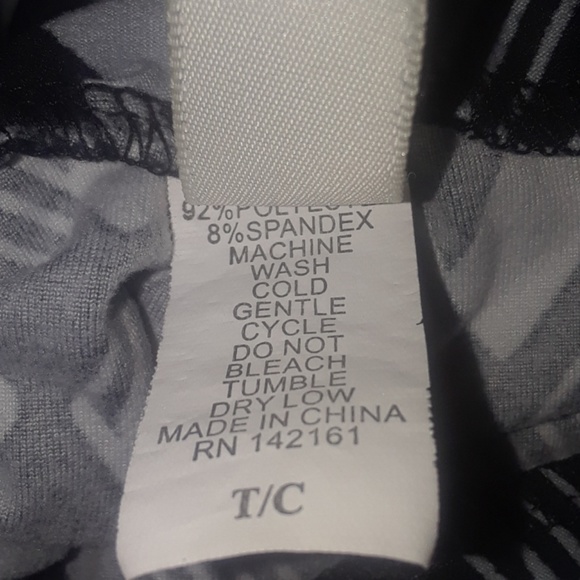 92%POLYESTER
8%SPANDEX
MACHINE
WASH
COLD
GENTLE
CYCLE
DO NOT
BLEACH
TUMBLE
DRY LOW
MADE IN CHINA
RN 142161
T/C